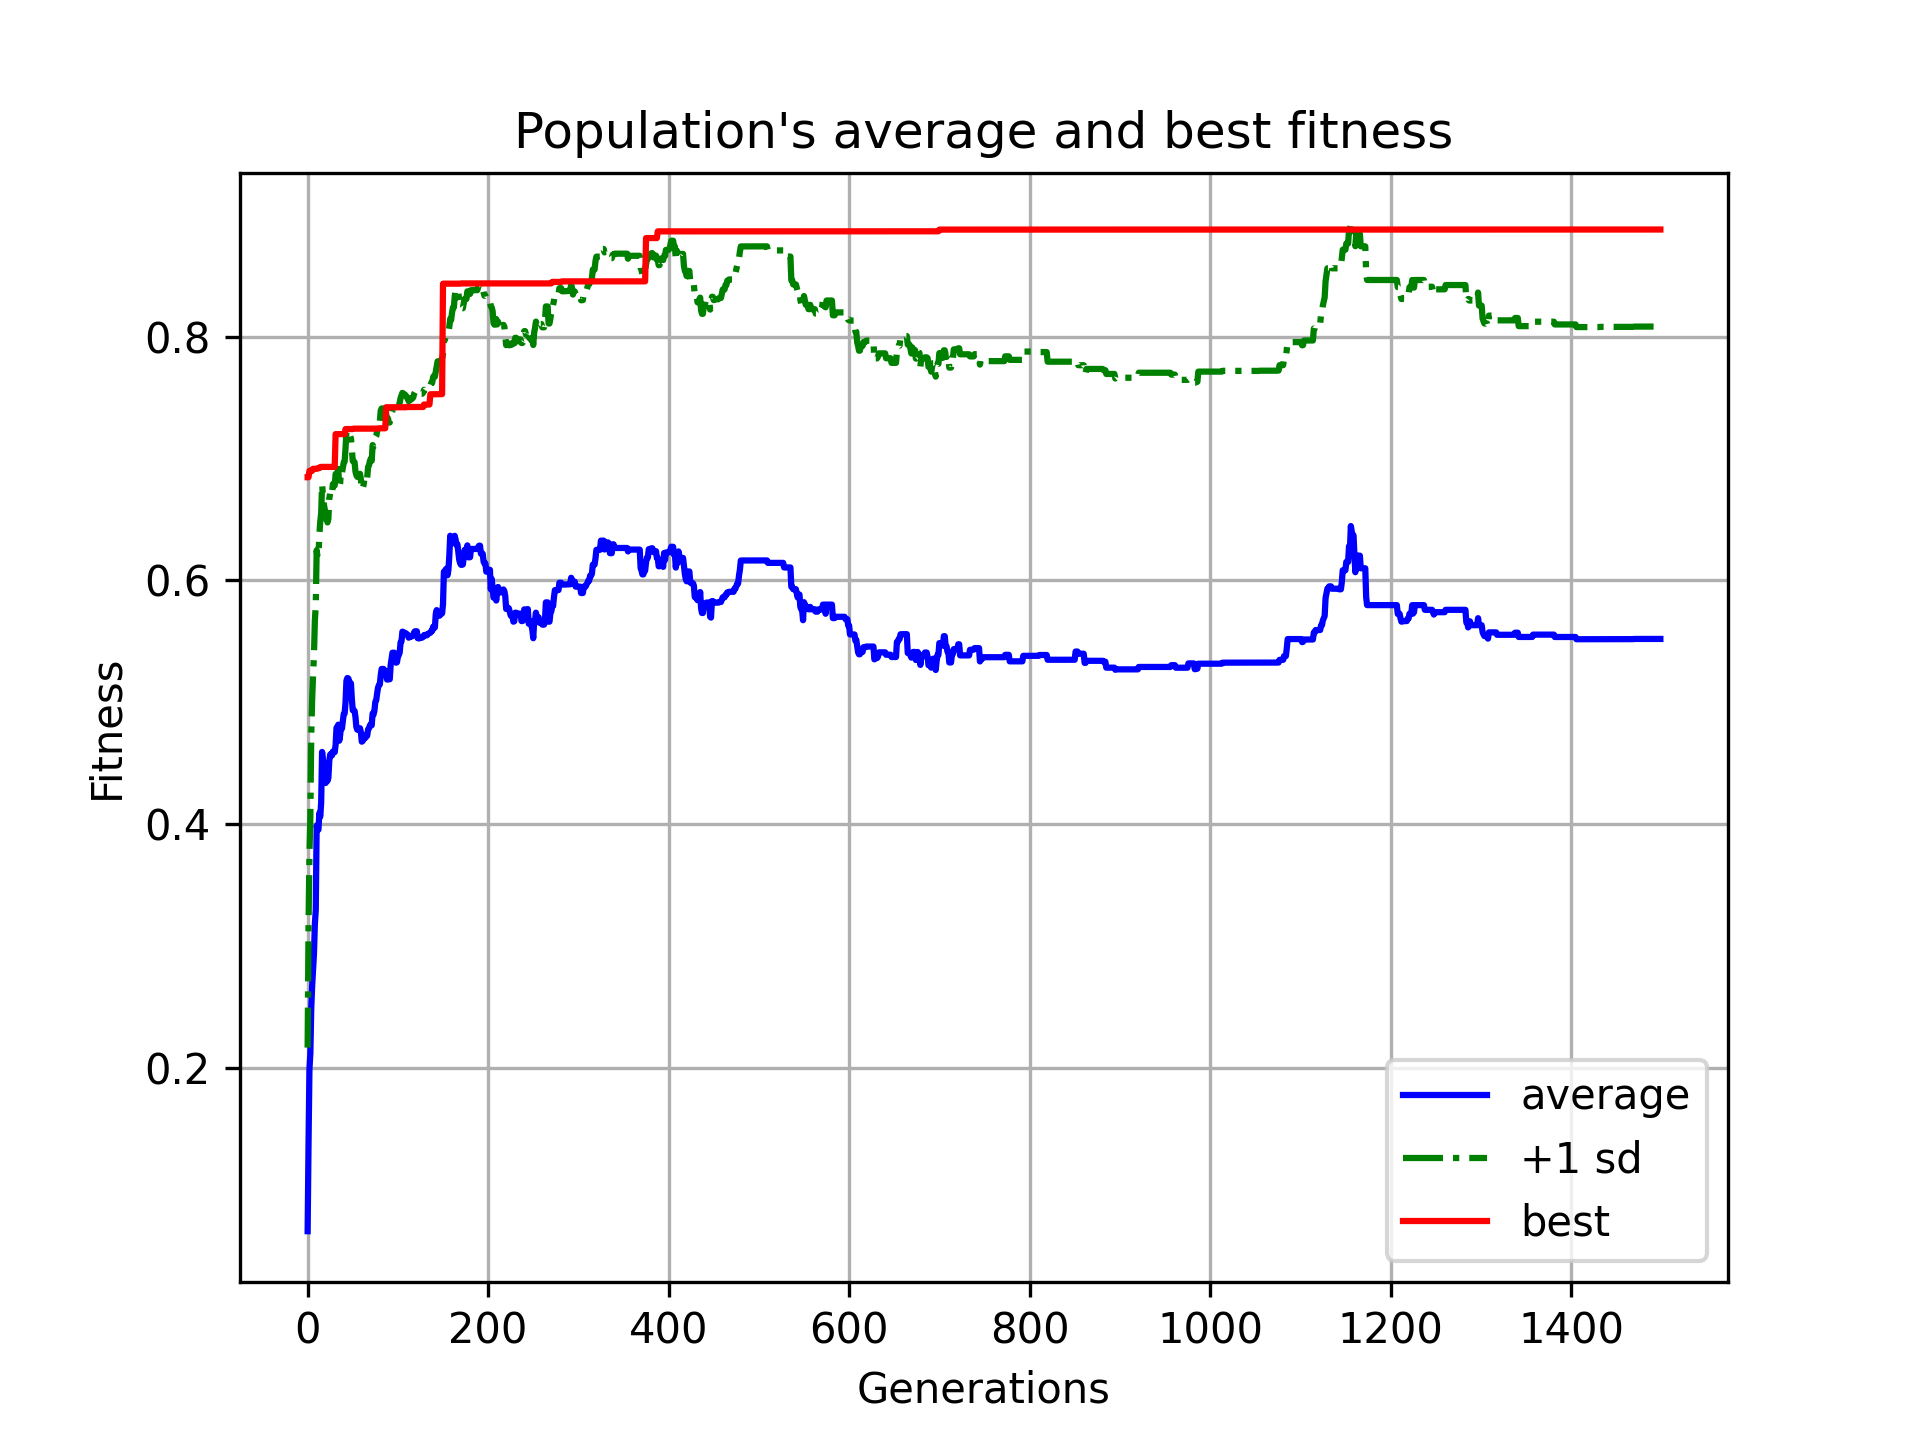 Population's average and best fitness
Fitness
0.8
0.6
0.4
0.2
0 200 400 600 800 1000 1200 1400
Generations
average
+1 sd
best